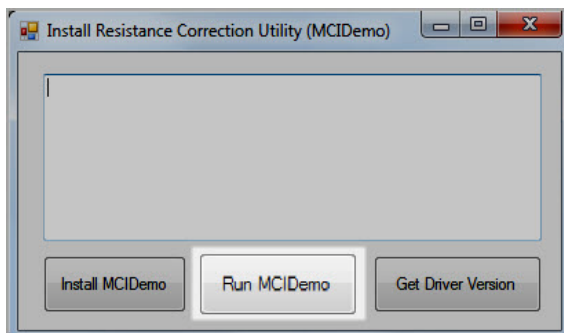 Install Resistance Correction Utility (MCIDemo)
Install MCIDemo
Run MCIDemo
Get Driver Version